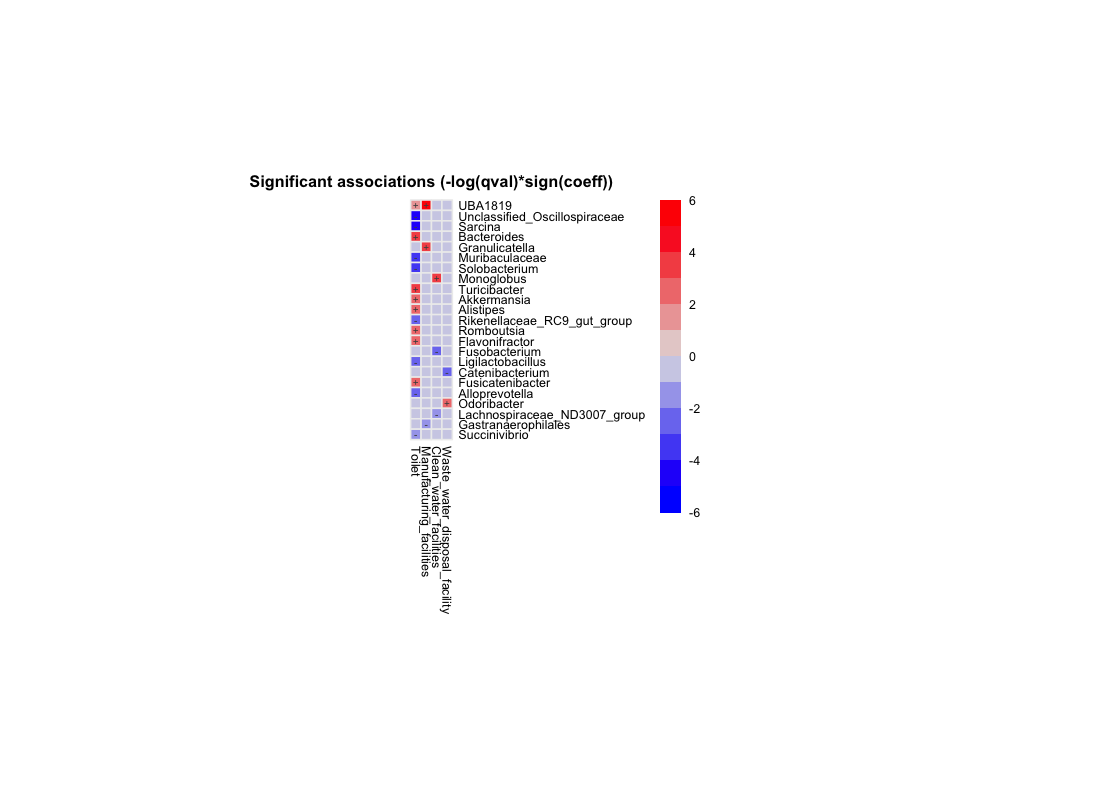 Significant associations (-log(qval)*sign(coeff))
UBA1819
Unclassified_Oscillospiraceae
Sarcina
Bacteroides
Granulicatella
Muribaculaceae
Solobacterium
Monoglobus
Turicibacter
Akkermansia
Alistipes
Rikenellaceae_RC9_gut_group
Romboutsia
Flavonifractor
Fusobacterium
Ligilactobacillus
Catenibacterium
Fusicatenibacter
Alloprevotella
Odoribacter
Lachnospiraceae_ND3007_group
Gastranaerophilales
Succinivibrio
Toilet
Manufacturing_facilities
Clean_water_facilities
Waste_water_disposal_facility
6
4
2
0
-2
-4
-6